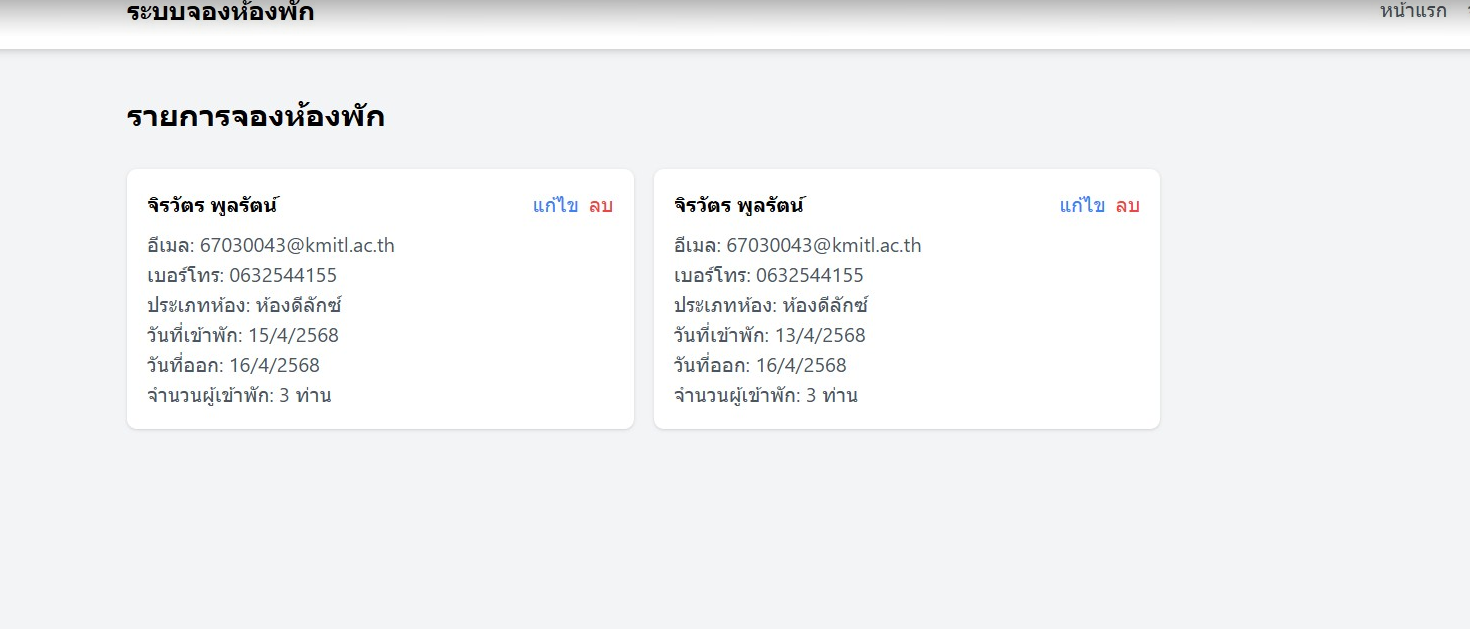 ระบบจองห้องพัก
หน้าแรก
รายการจองห้องพัก
จิรวัตร พูลรัตน์
แก้ไข ลบ
อีเมล: 67030043@kmitl.ac.th
เบอร์โทร: 0632544155
ประเภทห้อง: ห้องดีลักซ์
วันที่เข้าพัก: 15/4/2568
วันที่ออก: 16/4/2568
จำนวนผู้เข้าพัก: 3 ท่าน
จิรวัตร พูลรัตน์
แก้ไข ลบ
อีเมล: 67030043@kmitl.ac.th
เบอร์โทร: 0632544155
ประเภทห้อง: ห้องดีลักซ์
วันที่เข้าพัก: 13/4/2568
วันที่ออก: 16/4/2568
จำนวนผู้เข้าพัก: 3 ท่าน